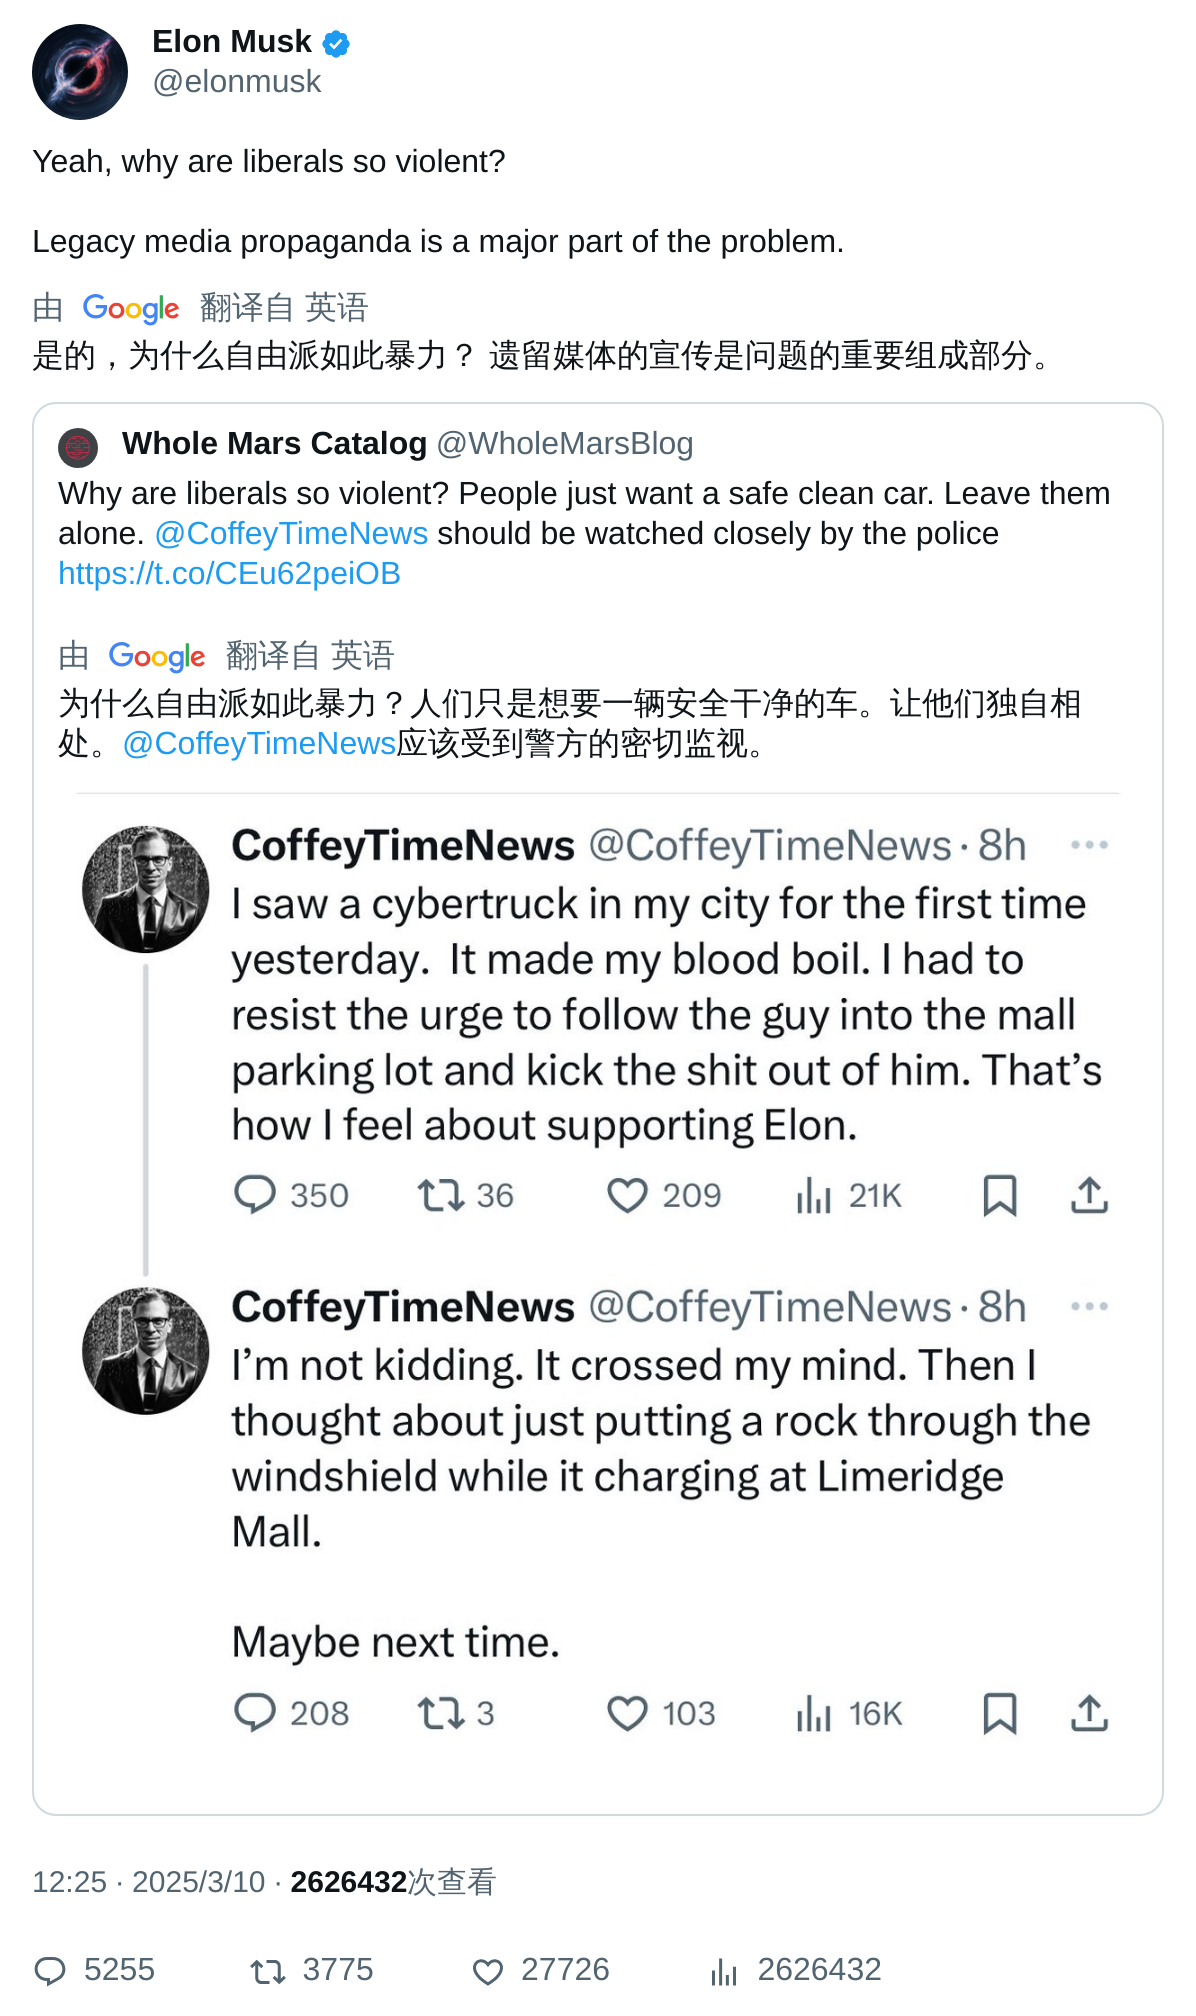 Elon Musk
@elonmusk
Yeah, why are liberals so violent?
Legacy media propaganda is a major part of the problem.
由 Google 翻译自 英语
是的，为什么自由派如此暴力？ 遗留媒体的宣传是问题的重要组成部分。
Whole Mars Catalog @WholeMarsBlog
Why are liberals so violent? People just want a safe clean car. Leave them
alone. @CoffeyTimeNews should be watched closely by the police
https://t.co/CEu62peiOB
由 Google 翻译自 英语
为什么自由派如此暴力？人们只是想要一辆安全干净的车。让他们独自相
处。@CoffeyTimeNews应该受到警方的密切监视。
CoffeyTimeNews @CoffeyTimeNews · 8h
I saw a cybertruck in my city for the first time
yesterday.  It made my blood boil. I had to
resist the urge to follow the guy into the mall
parking lot and kick the shit out of him. That’s
how I feel about supporting Elon.
350 36 209 21K
CoffeyTimeNews @CoffeyTimeNews · 8h
I’m not kidding. It crossed my mind. Then I
thought about just putting a rock through the
windshield while it charging at Limeridge
Mall.
Maybe next time.
208 3 103 16K
12:25 · 2025/3/10 · 2626432次查看
5255 3775 27726 2626432